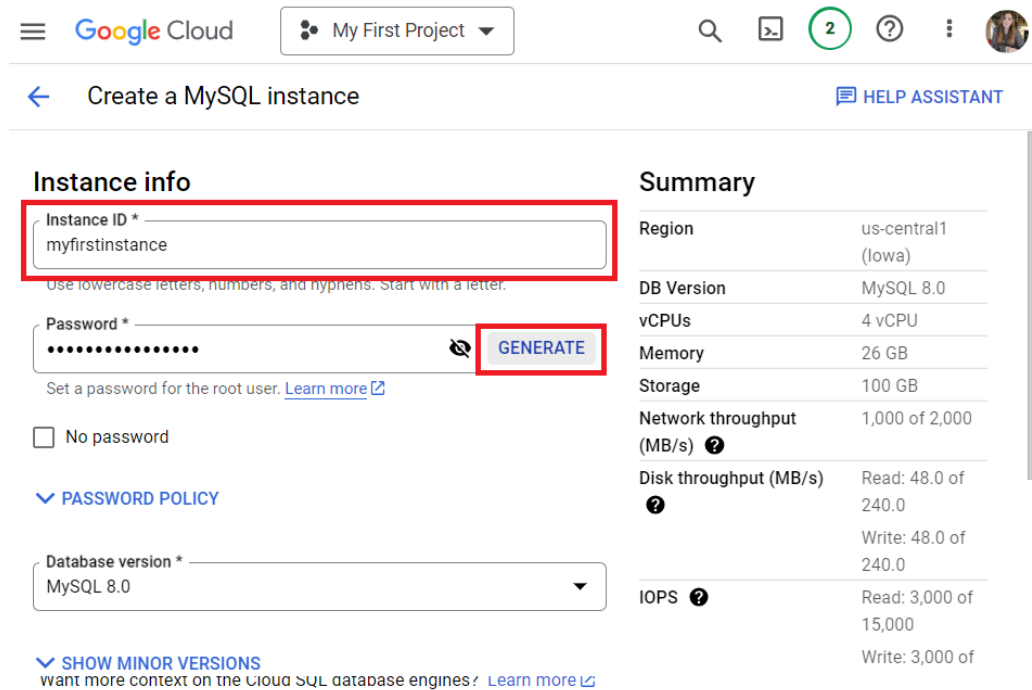 Google Cloud
My First Project
2
Create a MySQL instance
HELP ASSISTANT
Instance info
Instance ID *
myfirstinstance
Use lowercase letters, numbers, and hyphens. Start with a letter.
Password *
••••••••••••••••
GENERATE
Set a password for the root user. Learn more
No password
PASSWORD POLICY
Database version *
MySQL 8.0
SHOW MINOR VERSIONS
Want more context on the Cloud SQL database engines? Learn more
Summary
Region us-central1
(Iowa)
DB Version MySQL 8.0
vCPUs 4 vCPU
Memory 26 GB
Storage 100 GB
Network throughput 1,000 of 2,000
(MB/s)
Disk throughput (MB/s) Read: 48.0 of
240.0
Write: 48.0 of
240.0
IOPS Read: 3,000 of
15,000
Write: 3,000 of